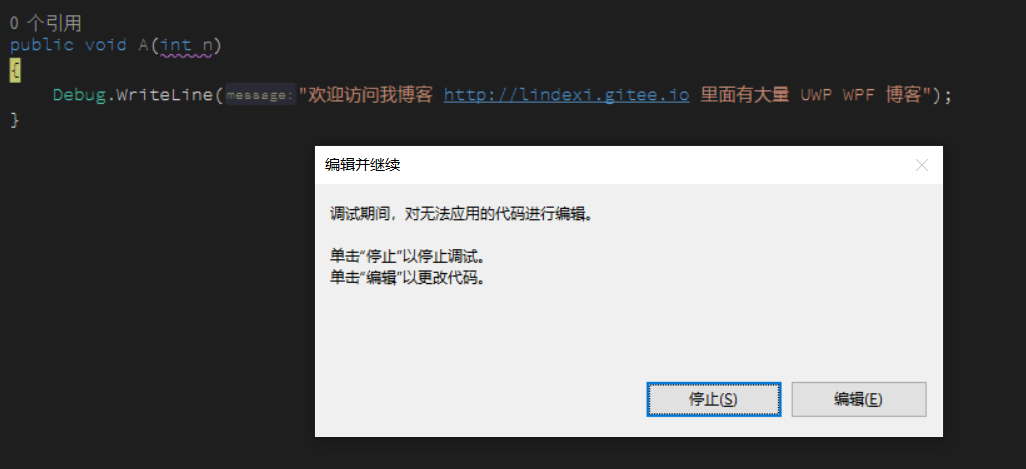 0 个引用
public void A(int n)
{
Debug.WriteLine(message:"欢迎访问我博客 http://lindexi.gitee.io 里面有大量 UWP WPF 博客");
}
编辑并继续
调试期间，对无法应用的代码进行编辑。
单击“停止”以停止调试。
单击“编辑”以更改代码。
停止(S)
编辑(E)